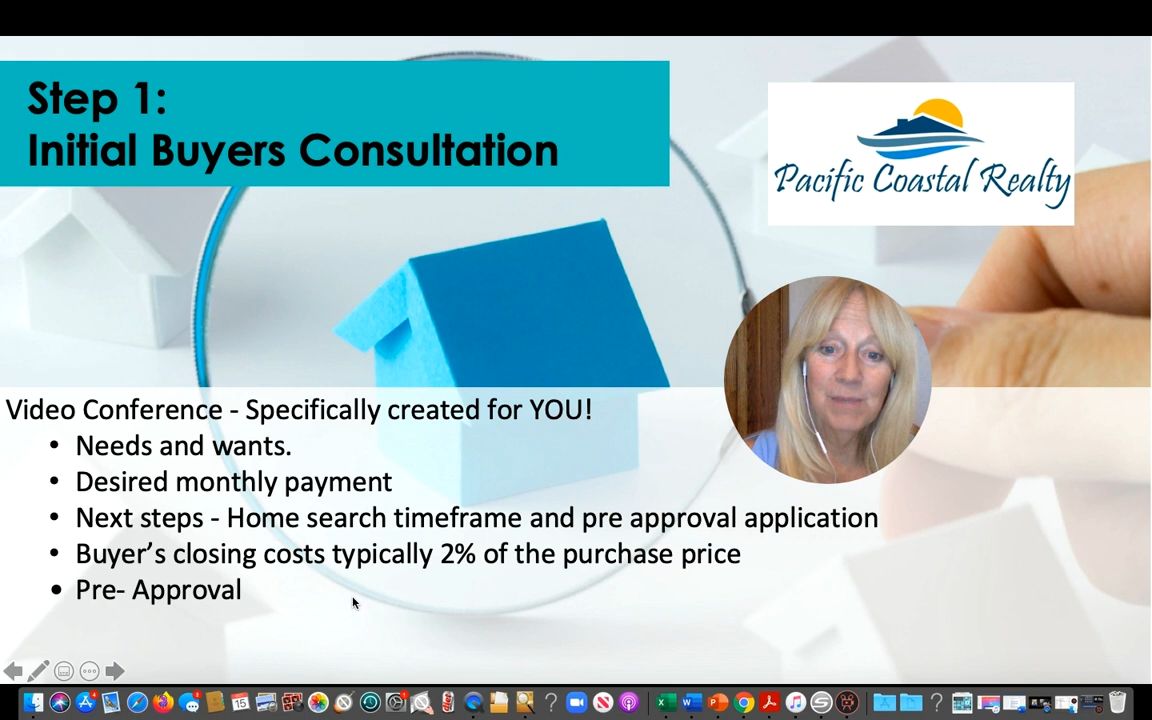 Step 1:
Initial Buyers Consultation
Pacific Coastal Realty
Video Conference - Specifically created for YOU!
• Needs and wants.
• Desired monthly payment
• Next steps - Home search timeframe and pre approval application
• Buyer’s closing costs typically 2% of the purchase price
• Pre- Approval
15